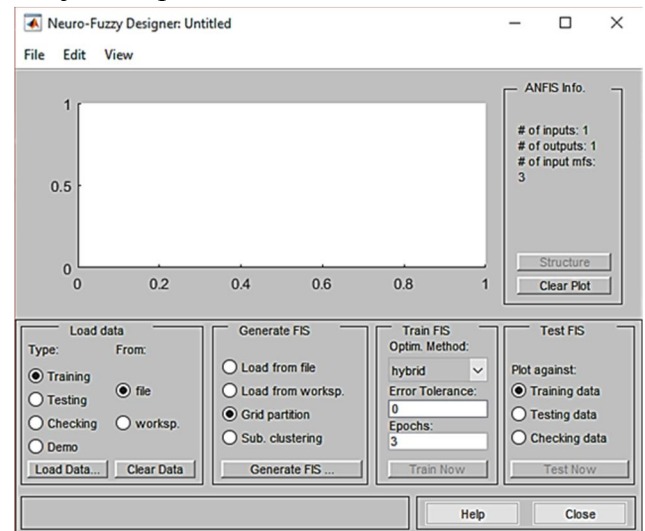 Neuro-Fuzzy Designer: Untitled
File Edit View
ANFIS Info.
# of inputs: 1
# of outputs: 1
# of input mfs:
3
Structure
Clear Plot
1
0.5
0
0 0.2 0.4 0.6 0.8 1
Load data
Type: From:
Training
Testing
Checking
Demo
file
worksp.
Load Data... Clear Data
Generate FIS
Load from file
Load from worksp.
Grid partition
Sub. clustering
Generate FIS ...
Train FIS
Optim. Method:
hybrid
Error Tolerance:
0
Epochs:
3
Train Now
Test FIS
Plot against:
Training data
Testing data
Checking data
Test Now
Help Close